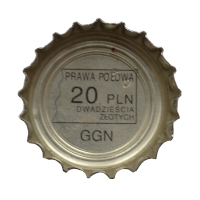 PRAWA POŁOWA
20 PLN
DWADZIEŚCIA
ZŁOTYCH
GGN